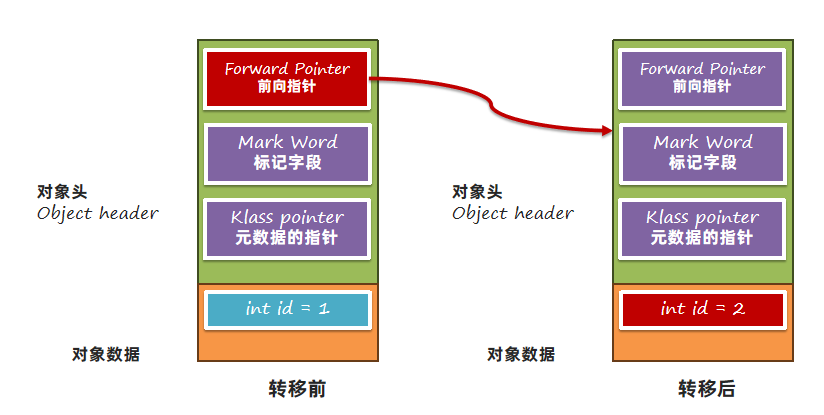 Forward Pointer
前向指针
Mark Word
标记字段
对象头
Object header
Klass pointer
元数据的指针
int id = 1
对象数据
转移前
Forward Pointer
前向指针
Mark Word
标记字段
对象头
Object header
Klass pointer
元数据的指针
int id = 2
对象数据
转移后